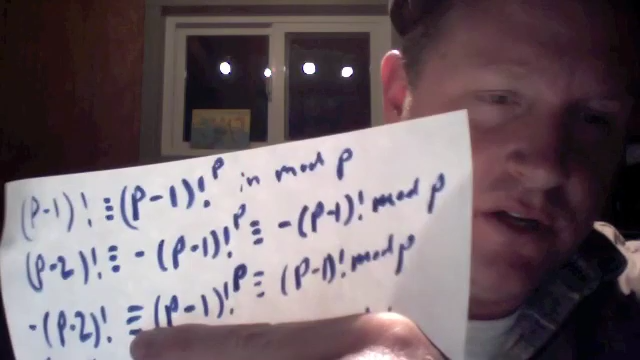 (P-1)! ≡ (P-1)!^P in mod p
(P-2)! ≡ -(P-1)!^P ≡ -(P-1)! mod p
-(P-2)! ≡ (P-1)!^P ≡ (P-1)! mod p